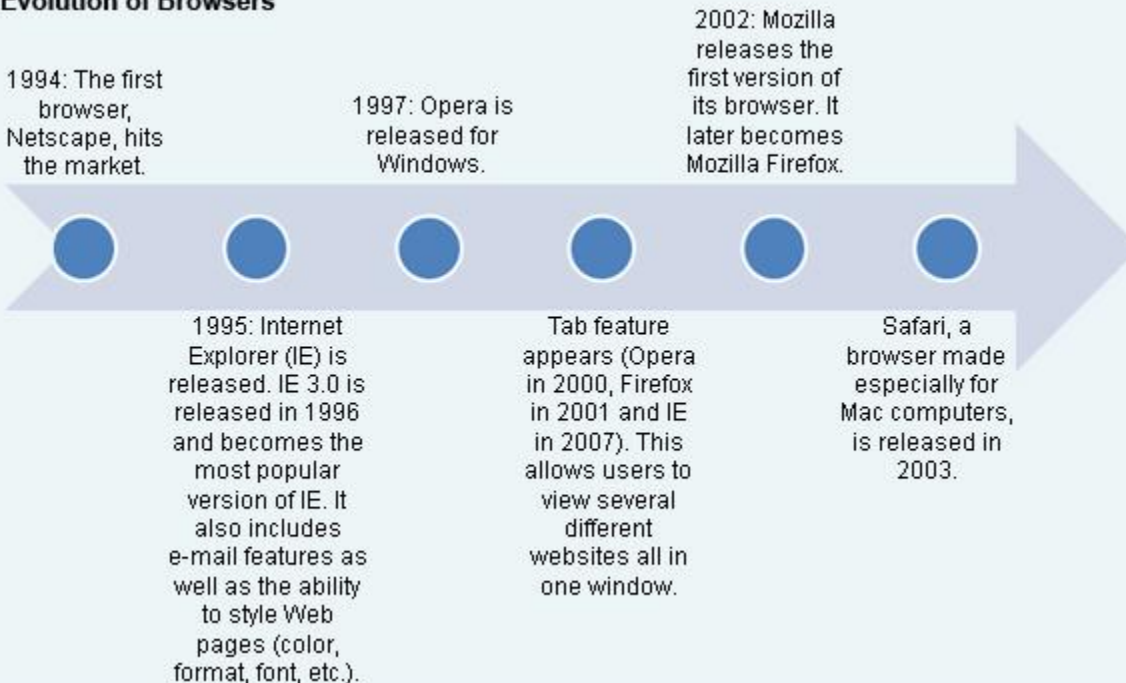 Evolution of Browsers
1994: The first
browser,
Netscape, hits
the market.
1995: Internet
Explorer (IE) is
released. IE 3.0 is
released in 1996
and becomes the
most popular
version of IE. It
also includes
e-mail features as
well as the ability
to style Web
pages (color,
format, font, etc.).
1997: Opera is
released for
Windows.
Tab feature
appears (Opera
in 2000, Firefox
in 2001 and IE
in 2007). This
allows users to
view several
different
websites all in
one window.
2002: Mozilla
releases the
first version of
its browser. It
later becomes
Mozilla Firefox.
Safari, a
browser made
especially for
Mac computers,
is released in
2003.